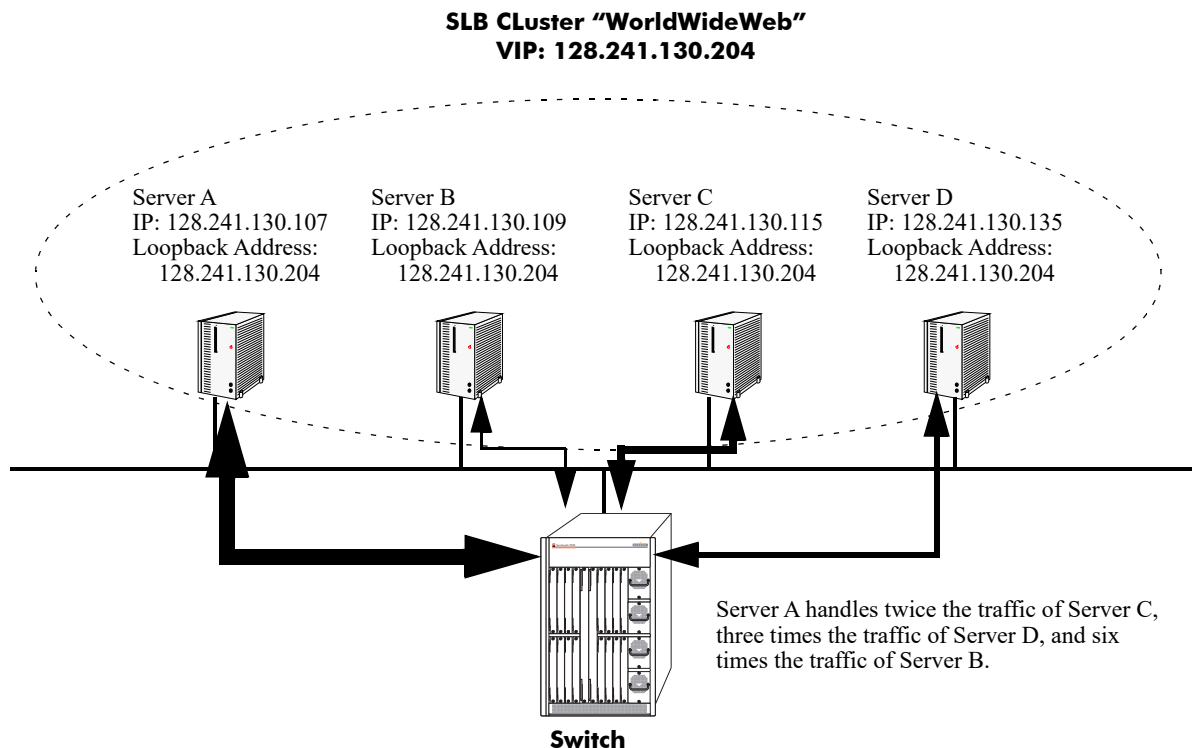 SLB CLuster “WorldWideWeb”
VIP: 128.241.130.204
Server A
IP: 128.241.130.107
Loopback Address:
128.241.130.204
Server B
IP: 128.241.130.109
Loopback Address:
128.241.130.204
Server C
IP: 128.241.130.115
Loopback Address:
128.241.130.204
Server D
IP: 128.241.130.135
Loopback Address:
128.241.130.204
Server A handles twice the traffic of Server C,
three times the traffic of Server D, and six
times the traffic of Server B.
Switch